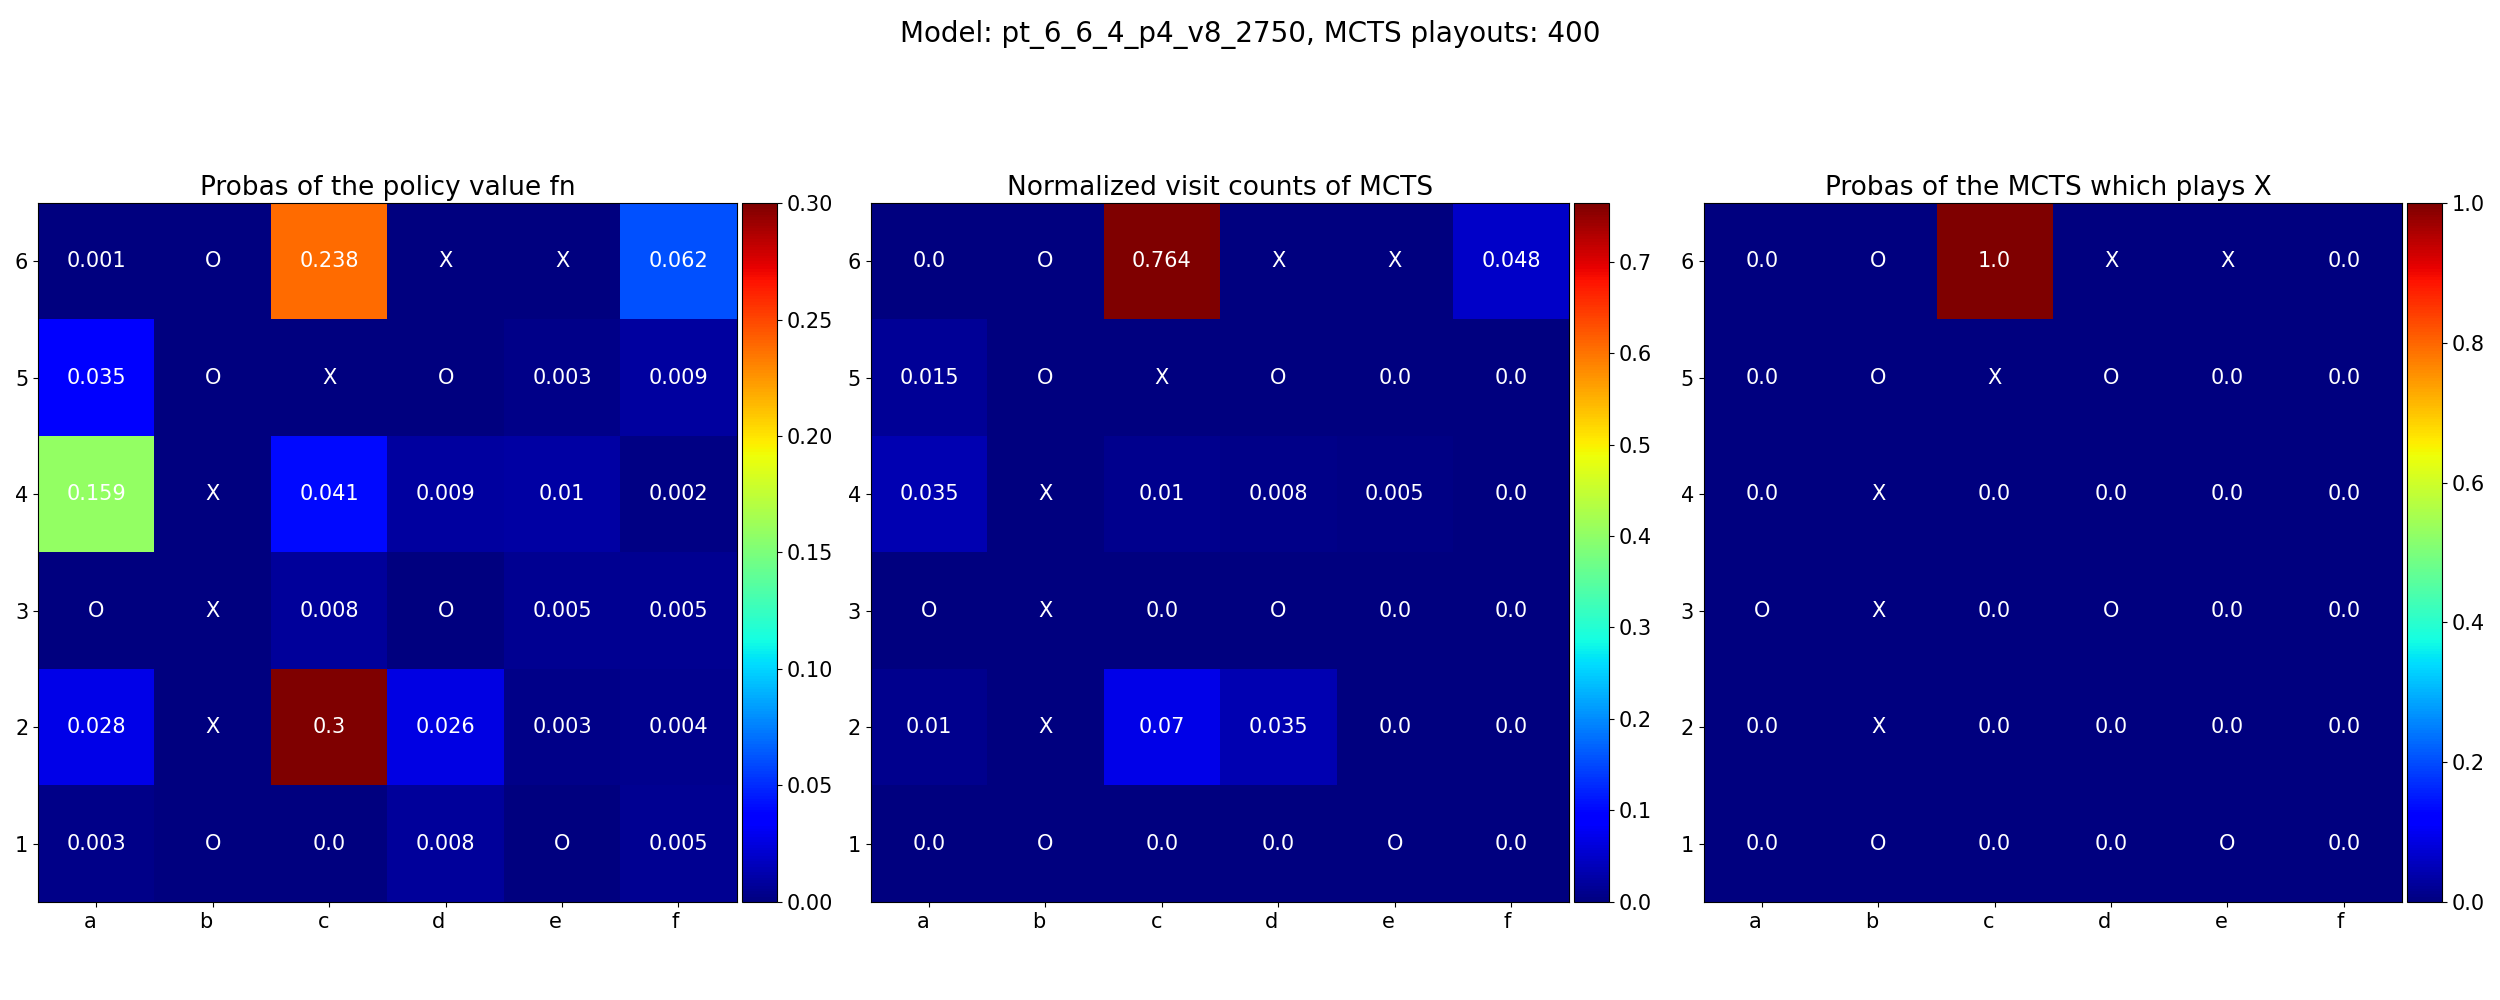 Model: pt_6_6_4_p4_v8_2750, MCTS playouts: 400
Probas of the policy value fn
6 0.001 O 0.238 X X 0.062
5 0.035 O X O 0.003 0.009
4 0.159 X 0.041 0.009 0.01 0.002
3 O X 0.008 O 0.005 0.005
2 0.028 X 0.3 0.026 0.003 0.004
1 0.003 O 0.0 0.008 O 0.005
a b c d e f
0.30
0.25
0.20
0.15
0.10
0.05
0.00
Normalized visit counts of MCTS
6 0.0 O 0.764 X X 0.048
5 0.015 O X O 0.0 0.0
4 0.035 X 0.01 0.008 0.005 0.0
3 O X 0.0 O 0.0 0.0
2 0.01 X 0.07 0.035 0.0 0.0
1 0.0 O 0.0 0.0 O 0.0
a b c d e f
0.7
0.6
0.5
0.4
0.3
0.2
0.1
0.0
Probas of the MCTS which plays X
6 0.0 O 1.0 X X 0.0
5 0.0 O X O 0.0 0.0
4 0.0 X 0.0 0.0 0.0 0.0
3 O X 0.0 O 0.0 0.0
2 0.0 X 0.0 0.0 0.0 0.0
1 0.0 O 0.0 0.0 O 0.0
a b c d e f
1.0
0.8
0.6
0.4
0.2
0.0